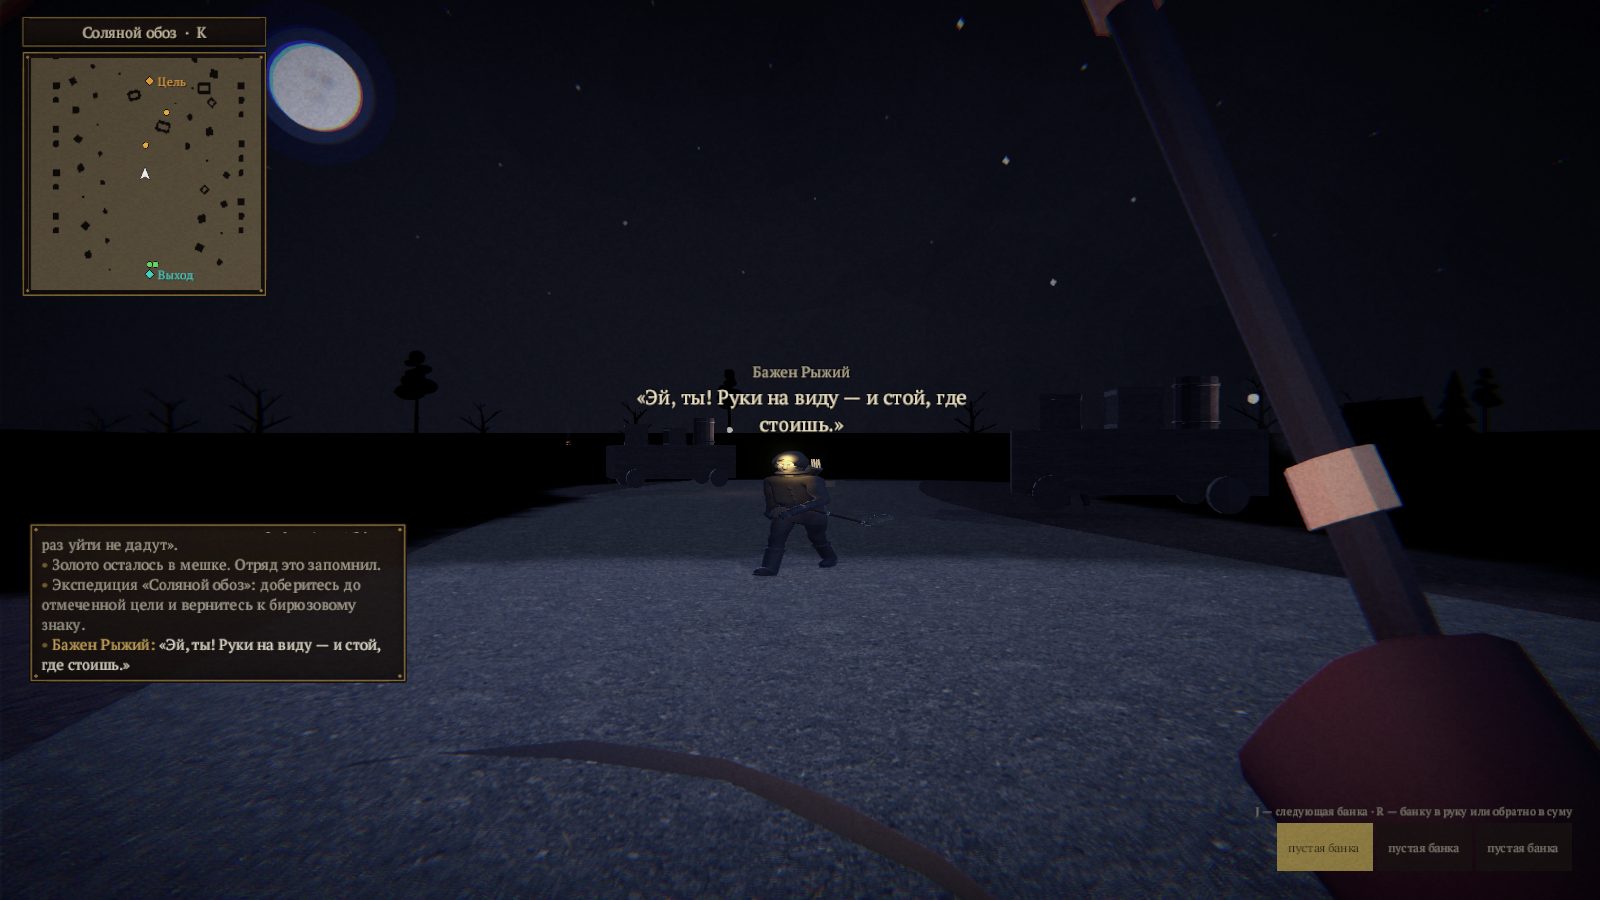 Соляной обоз · К
Цель
Выход
Бажен Рыжий
«Эй, ты! Руки на виду — и стой, где
стоишь.»
раз уйти не дадут».
• Золото осталось в мешке. Отряд это запомнил.
• Экспедиция «Соляной обоз»: доберитесь до
отмеченной цели и вернитесь к бирюзовому
знаку.
• Бажен Рыжий: «Эй, ты! Руки на виду — и стой,
где стоишь.»
J — следующая банка · R — банку в руку или обратно в суму
пустая банка
пустая банка
пустая банка